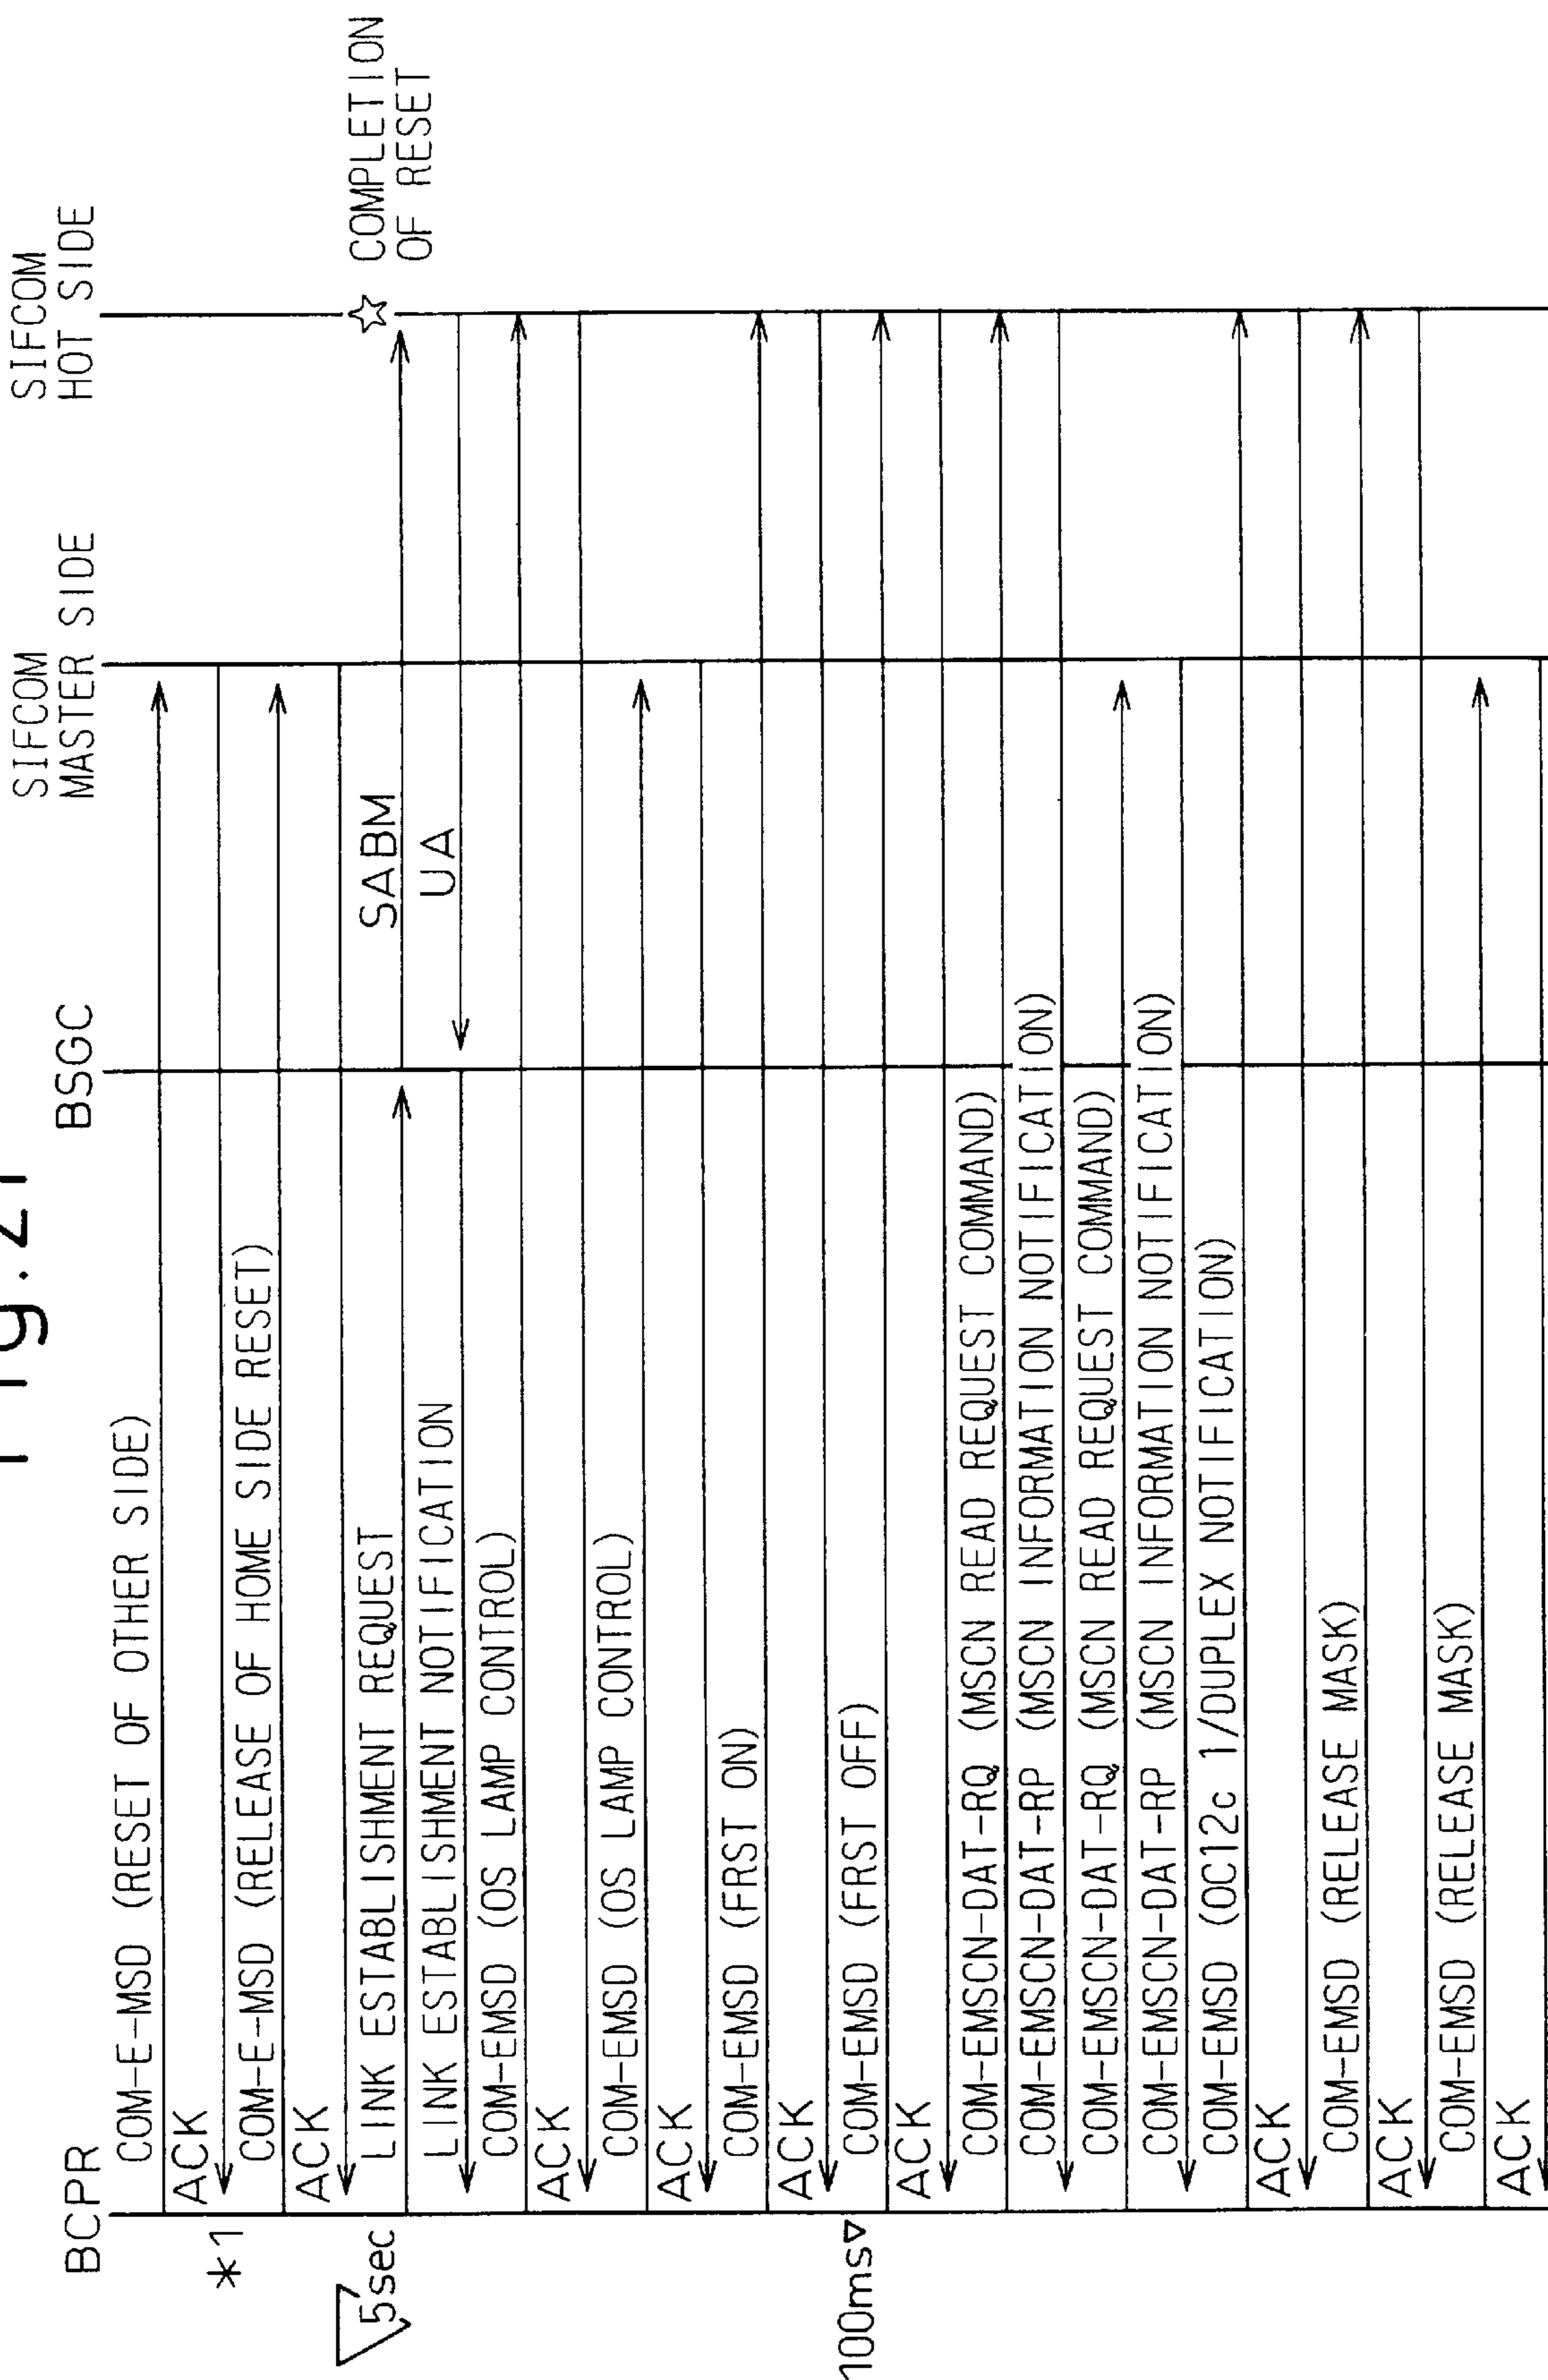 Fig.21
BCPR
BSGC
SIFCOM
MASTER SIDE
SIFCOM
HOT SIDE
COM-E-MSD (RESET OF OTHER SIDE)
ACK
*1
COM-E-MSD (RELEASE OF HOME SIDE RESET)
ACK
5sec
LINK ESTABLISHMENT REQUEST
SABM
☆ COMPLETION
OF RESET
LINK ESTABLISHMENT NOTIFICATION
UA
COM-EMSD (OS LAMP CONTROL)
ACK
COM-EMSD (OS LAMP CONTROL)
ACK
COM-EMSD (FRST ON)
ACK
100ms
COM-EMSD (FRST OFF)
ACK
COM-EMSCN-DAT-RQ (MSCN READ REQUEST COMMAND)
COM-EMSCN-DAT-RP (MSCN INFORMATION NOTIFICATION)
COM-EMSCN-DAT-RQ (MSCN READ REQUEST COMMAND)
COM-EMSCN-DAT-RP (MSCN INFORMATION NOTIFICATION)
COM-EMSD (OC12c 1/DUPLEX NOTIFICATION)
ACK
COM-EMSD (RELEASE MASK)
ACK
COM-EMSD (RELEASE MASK)
ACK